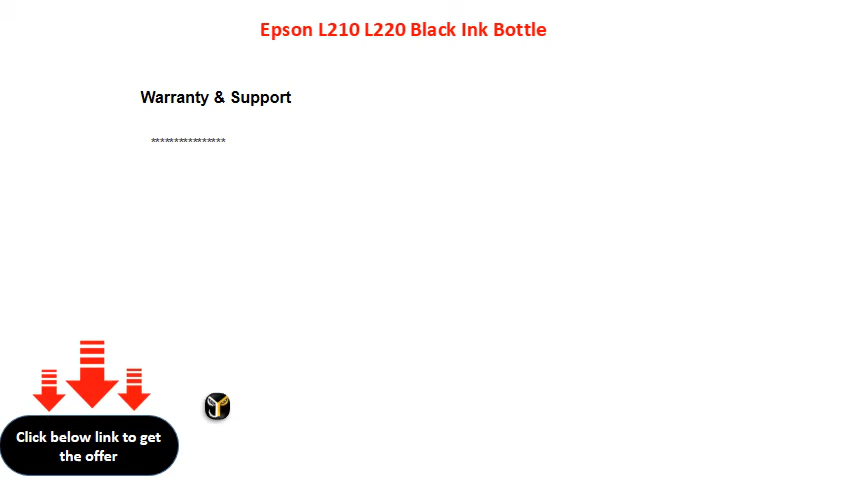 Epson L210 L220 Black Ink Bottle
Warranty & Support
****************
Click below link to get
the offer